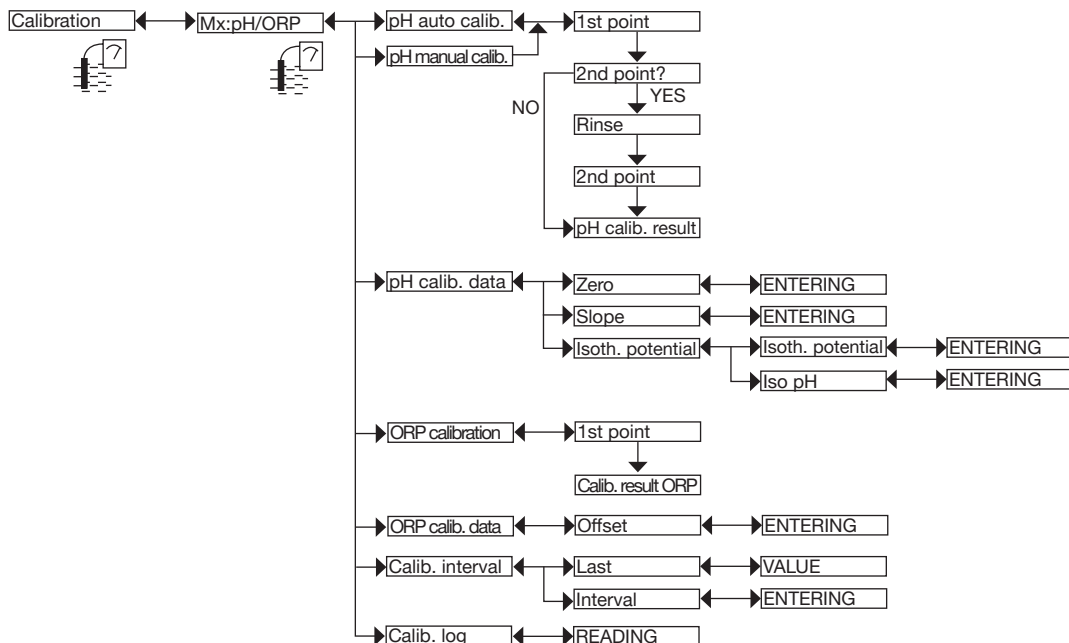 Calibration
Mx:pH/ORP
pH auto calib.
1st point
pH manual calib.
2nd point?
NO
YES
Rinse
2nd point
pH calib. result
pH calib. data
Zero
ENTERING
Slope
ENTERING
Isoth. potential
Isoth. potential
ENTERING
Iso pH
ENTERING
ORP calibration
1st point
Calib. result ORP
ORP calib. data
Offset
ENTERING
Calib. interval
Last
VALUE
Interval
ENTERING
Calib. log
READING